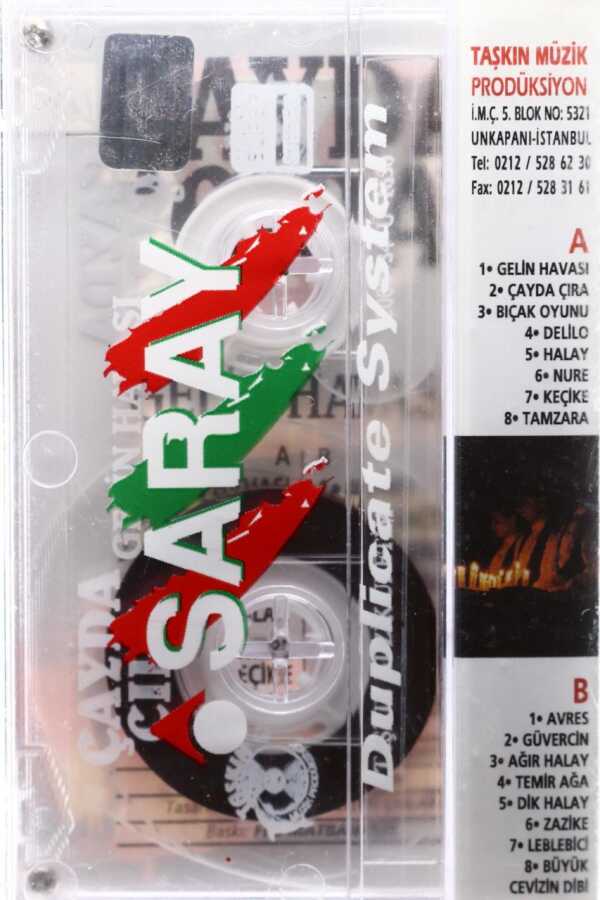 TAŞKIN MÜZİK
PRODÜKSİYON
İ.M.Ç. 5. BLOK NO: 5321
UNKAPANI-İSTANBUL
Tel: 0212 / 528 62 30
Fax: 0212 / 528 31 61
A
1• GELİN HAVASI
2• ÇAYDA ÇIRA
3• BIÇAK OYUNU
4• DELİLO
5• HALAY
6• NURE
7• KEÇİKE
8• TAMZARA
B
1• AVRES
2• GÜVERCİN
3• AĞIR HALAY
4• TEMİR AĞA
5• DİK HALAY
6• ZAZİKE
7• LEBLEBİCİ
8• BÜYÜK
CEVİZİN DİBİ
SARAY
Duplicate System
ÇAYDA